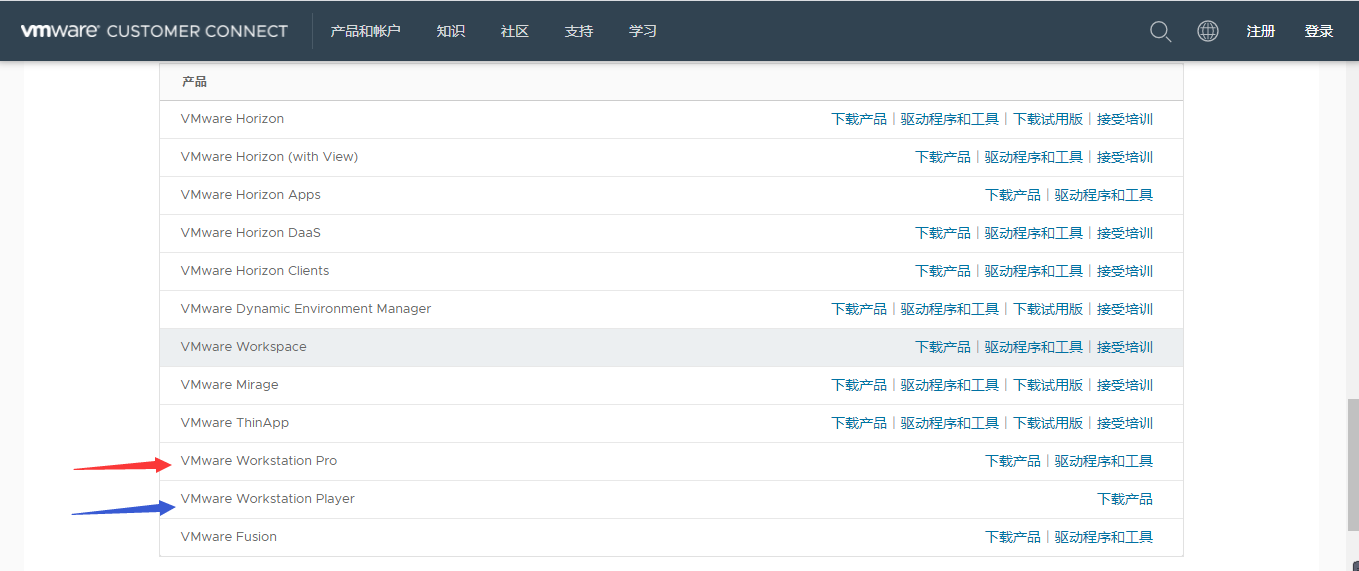 vmware® CUSTOMER CONNECT 产品和帐户 知识 社区 支持 学习 注册 登录
产品
VMware Horizon 下载产品 | 驱动程序和工具 | 下载试用版 | 接受培训
VMware Horizon (with View) 下载产品 | 驱动程序和工具 | 接受培训
VMware Horizon Apps 下载产品 | 驱动程序和工具
VMware Horizon DaaS 下载产品 | 驱动程序和工具 | 接受培训
VMware Horizon Clients 下载产品 | 驱动程序和工具 | 接受培训
VMware Dynamic Environment Manager 下载产品 | 驱动程序和工具 | 下载试用版 | 接受培训
VMware Workspace 下载产品 | 驱动程序和工具 | 接受培训
VMware Mirage 下载产品 | 驱动程序和工具 | 下载试用版 | 接受培训
VMware ThinApp 下载产品 | 驱动程序和工具 | 下载试用版 | 接受培训
VMware Workstation Pro 下载产品 | 驱动程序和工具
VMware Workstation Player 下载产品
VMware Fusion 下载产品 | 驱动程序和工具